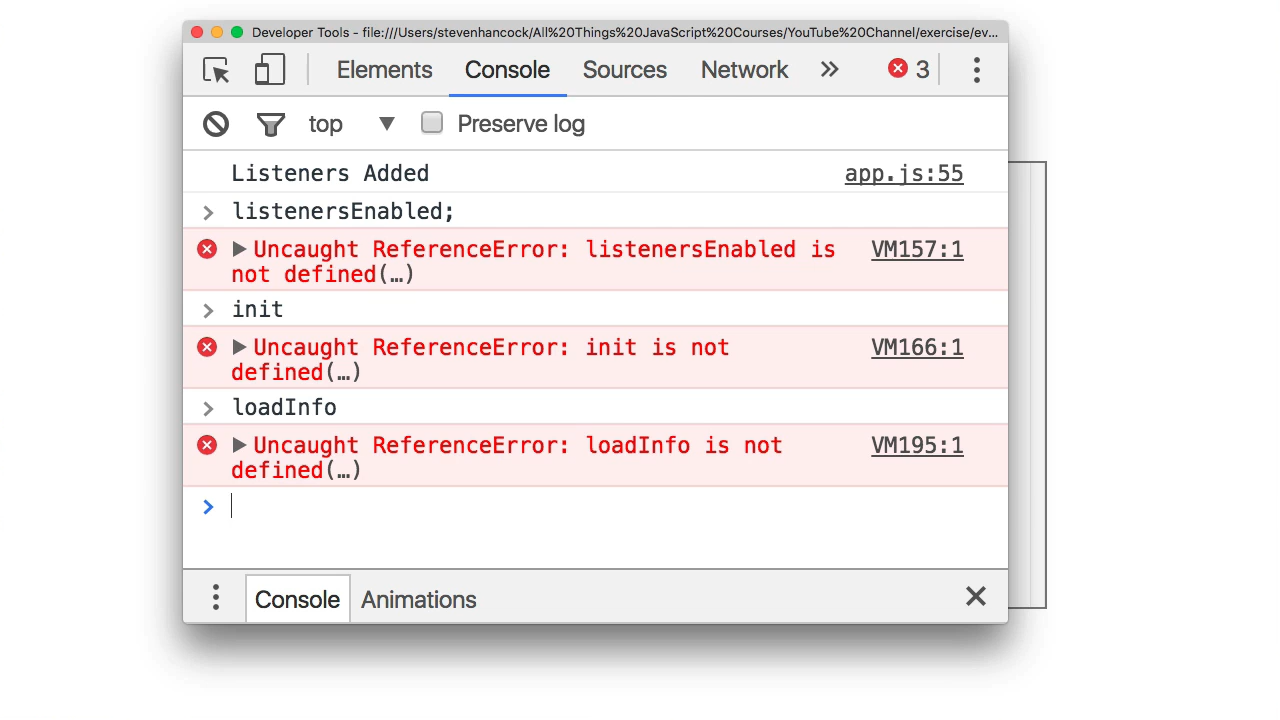 Developer Tools - file:///Users/stevenhancock/All%20Things%20JavaScript%20Courses/YouTube%20Channel/exercise/ev...
Elements Console Sources Network » 3
top ▼ Preserve log
Listeners Added app.js:55
> listenersEnabled;
▶Uncaught ReferenceError: listenersEnabled is VM157:1
not defined(…)
> init
▶Uncaught ReferenceError: init is not VM166:1
defined(…)
> loadInfo
▶Uncaught ReferenceError: loadInfo is not VM195:1
defined(…)
>
Console Animations